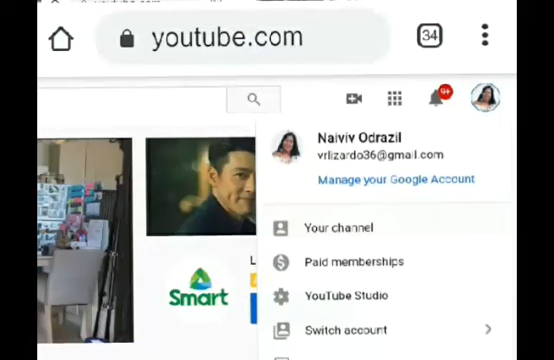 youtube.com
34
9+
Naiviv Odrazil
vrlizardo36@gmail.com
Manage your Google Account
Your channel
Paid memberships
YouTube Studio
Switch account
Smart
L